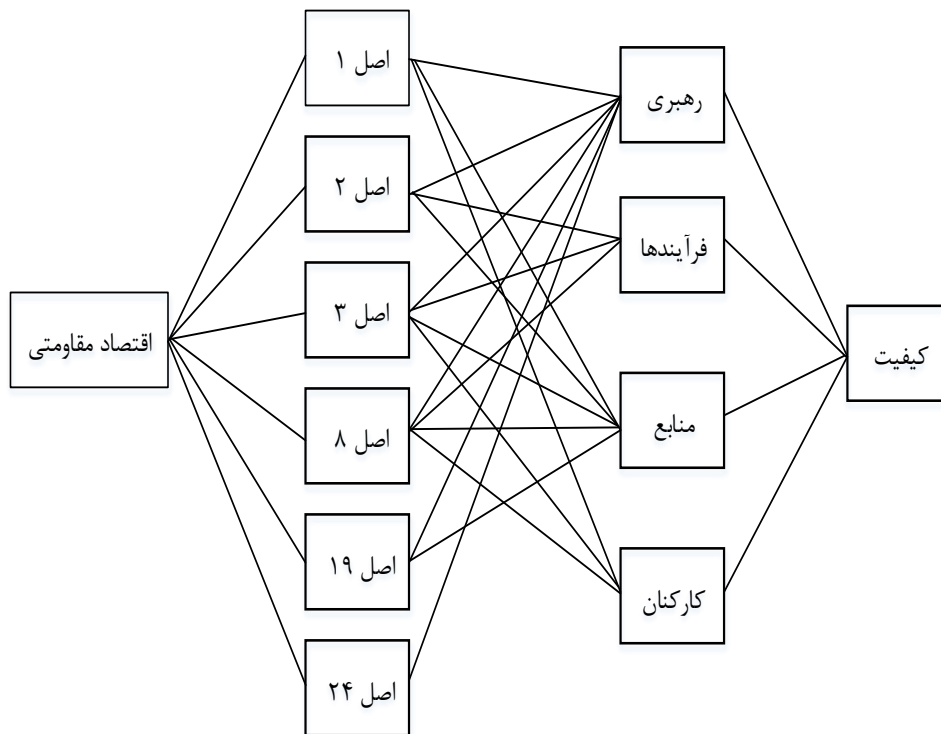 اصل ۱
اصل ۲
اصل ۳
اصل ۸
اصل ۱۹
اصل ۲۴
رهبری
فرآیندها
منابع
کارکنان
اقتصاد مقاومتی
کیفیت